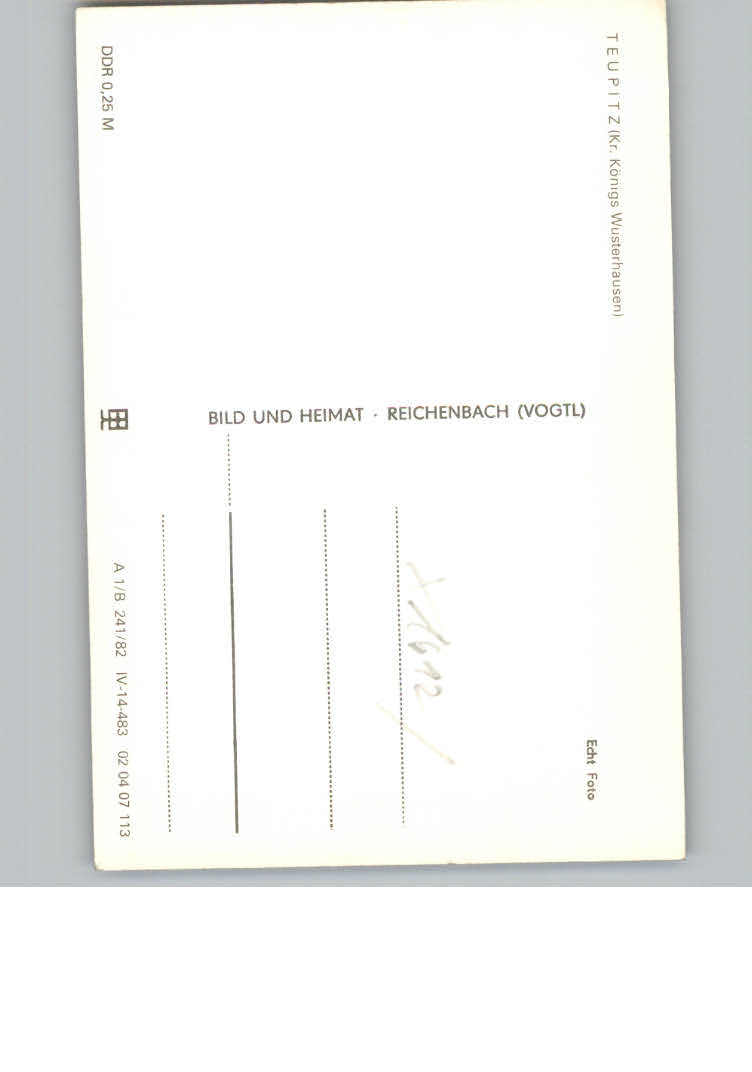 T E U P I T Z (Kr. Königs Wusterhausen)
DDR 0,25 M
BILD UND HEIMAT · REICHENBACH (VOGTL)
Echt Foto
A 1/B 241/82 IV-14-483 02 04 07 113